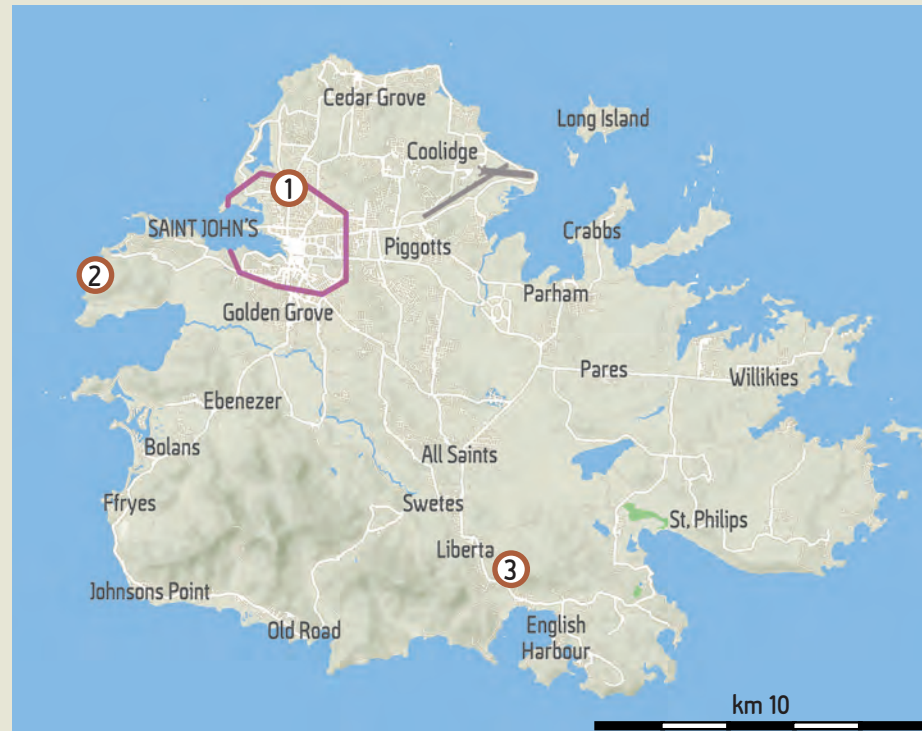 Cedar Grove
Long Island
Coolidge
1
SAINT JOHN'S
Crabbs
Piggotts
2
Parham
Golden Grove
Pares
Willikies
Ebenezer
Bolans
All Saints
Ffryes
Swetes
St, Philips
Liberta
3
Johnsons Point
Old Road
English
Harbour
km 10